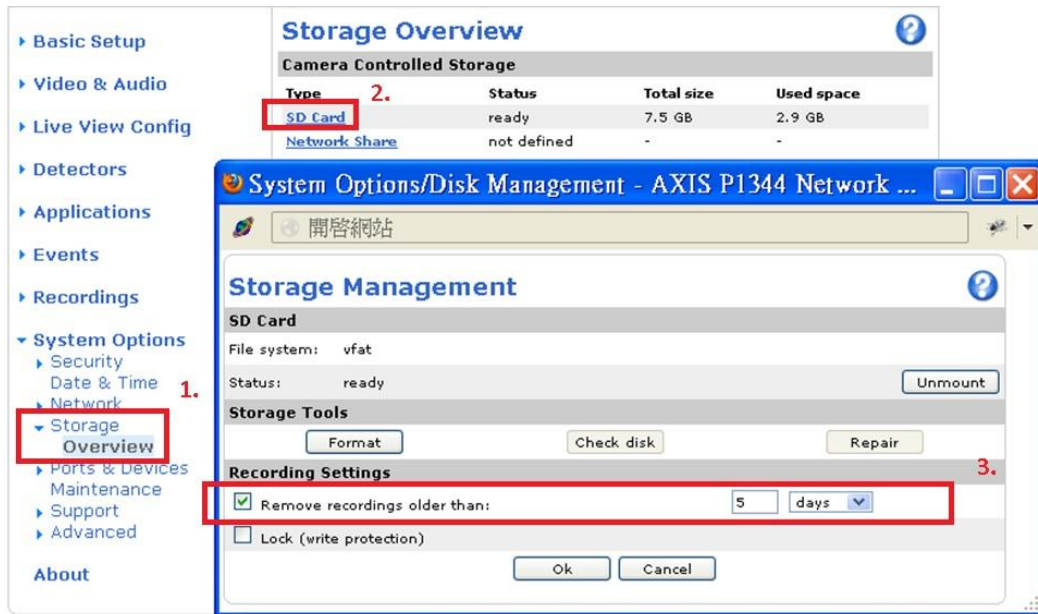 Basic Setup
Video & Audio
Live View Config
Detectors
Applications
Events
Recordings
System Options
Security
Date & Time
1.
Network
Storage
Overview
Ports & Devices
Maintenance
Support
Advanced
About
Storage Overview
Camera Controlled Storage
Type Status Total size Used space
2.
SD Card ready 7.5 GB 2.9 GB
Network Share not defined - -
System Options/Disk Management - AXIS P1344 Network ...
開啓網站
Storage Management
SD Card
File system: vfat
Status: ready Unmount
Storage Tools
Format Check disk Repair
Recording Settings
3.
Remove recordings older than: 5 days
Lock (write protection)
Ok Cancel